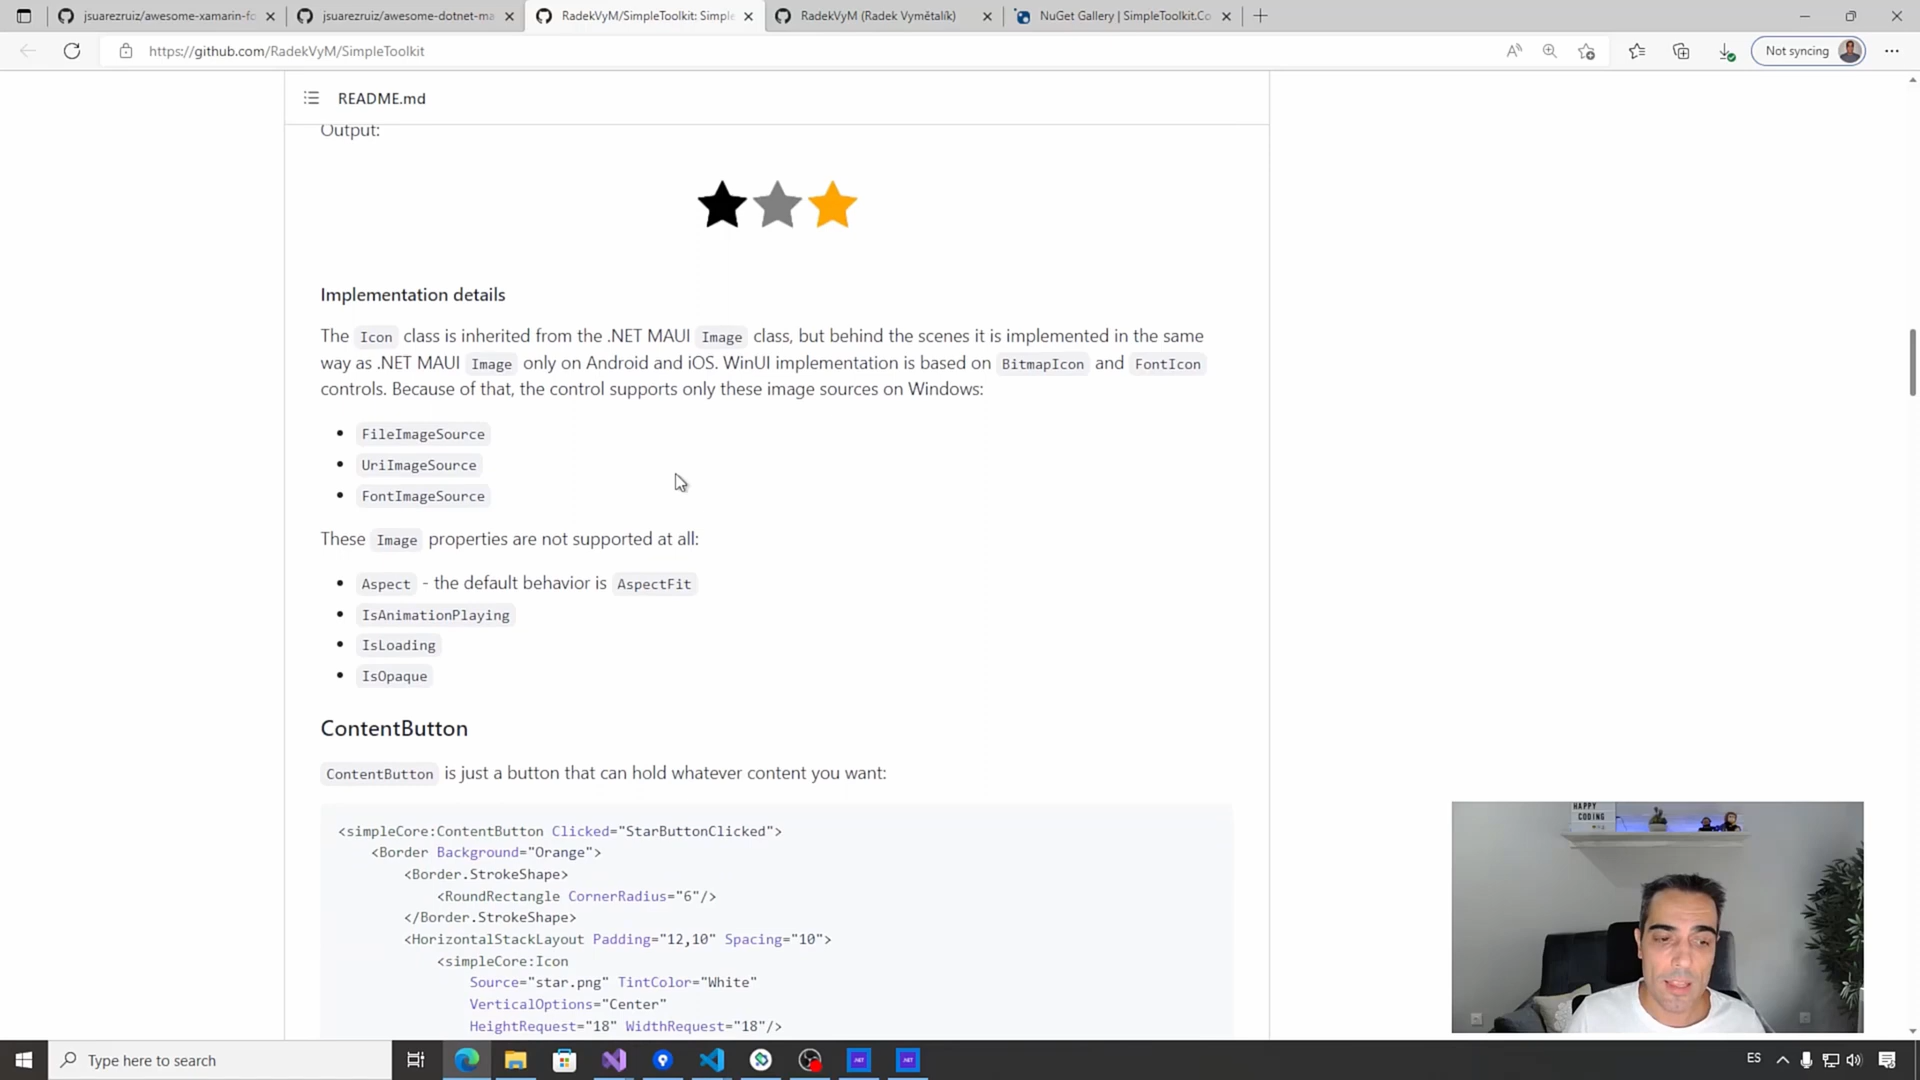 jsuarezruiz/awesome-xamarin-fo
jsuarezruiz/awesome-dotnet-ma
RadekVyM/SimpleToolkit: Simple
RadekVyM (Radek Vymětalík)
NuGet Gallery | SimpleToolkit.Co
https://github.com/RadekVyM/SimpleToolkit
Not syncing
README.md
Output:
Implementation details
The Icon class is inherited from the .NET MAUI Image class, but behind the scenes it is implemented in the same
way as .NET MAUI Image only on Android and iOS. WinUI implementation is based on BitmapIcon and FontIcon
controls. Because of that, the control supports only these image sources on Windows:
• FileImageSource
• UriImageSource
• FontImageSource
These Image properties are not supported at all:
• Aspect - the default behavior is AspectFit
• IsAnimationPlaying
• IsLoading
• IsOpaque
ContentButton
ContentButton is just a button that can hold whatever content you want:
<simpleCore:ContentButton Clicked="StarButtonClicked">
<Border Background="Orange">
<Border.StrokeShape>
<RoundRectangle CornerRadius="6"/>
</Border.StrokeShape>
<HorizontalStackLayout Padding="12,10" Spacing="10">
<simpleCore:Icon
Source="star.png" TintColor="White"
VerticalOptions="Center"
HeightRequest="18" WidthRequest="18"/>
HAPPY
CODING
Type here to search
.NET
.NET
ES